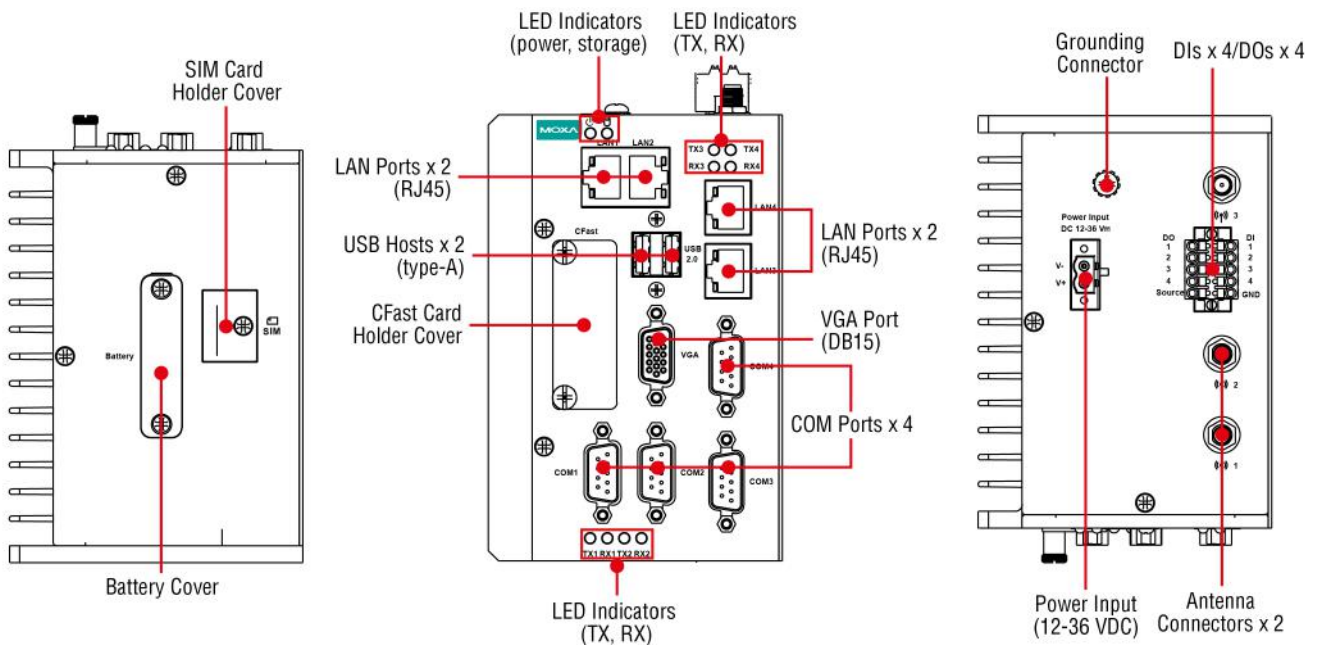 SIM Card
Holder Cover
Battery
SIM
Battery Cover
LED Indicators
(power, storage)
LED Indicators
(TX, RX)
MOXA
LAN1 LAN2
TX3 TX4
RX3 RX4
LAN Ports x 2
(RJ45)
LAN4
LAN3
LAN Ports x 2
(RJ45)
USB Hosts x 2
(type-A)
CFast
USB
2.0
CFast Card
Holder Cover
VGA Port
(DB15)
VGA
COM4
COM Ports x 4
COM1
COM2
COM3
TX1 RX1 TX2 RX2
LED Indicators
(TX, RX)
Grounding
Connector
DIs x 4/DOs x 4
Power Input
DC 12-36 Vm
V-
V+
3
DO DI
1 1
2 2
3 3
4 4
Source GND
2
1
Power Input
(12-36 VDC)
Antenna
Connectors x 2